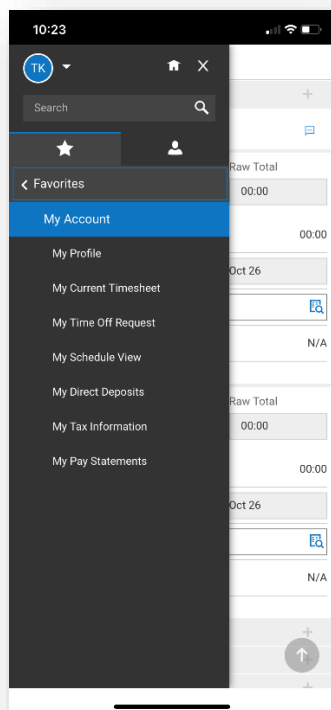 10:23
TK
Search
Favorites
My Account
My Profile
My Current Timesheet
My Time Off Request
My Schedule View
My Direct Deposits
My Tax Information
My Pay Statements
Raw Total
00:00
00:00
Oct 26
N/A
Raw Total
00:00
00:00
Oct 26
N/A